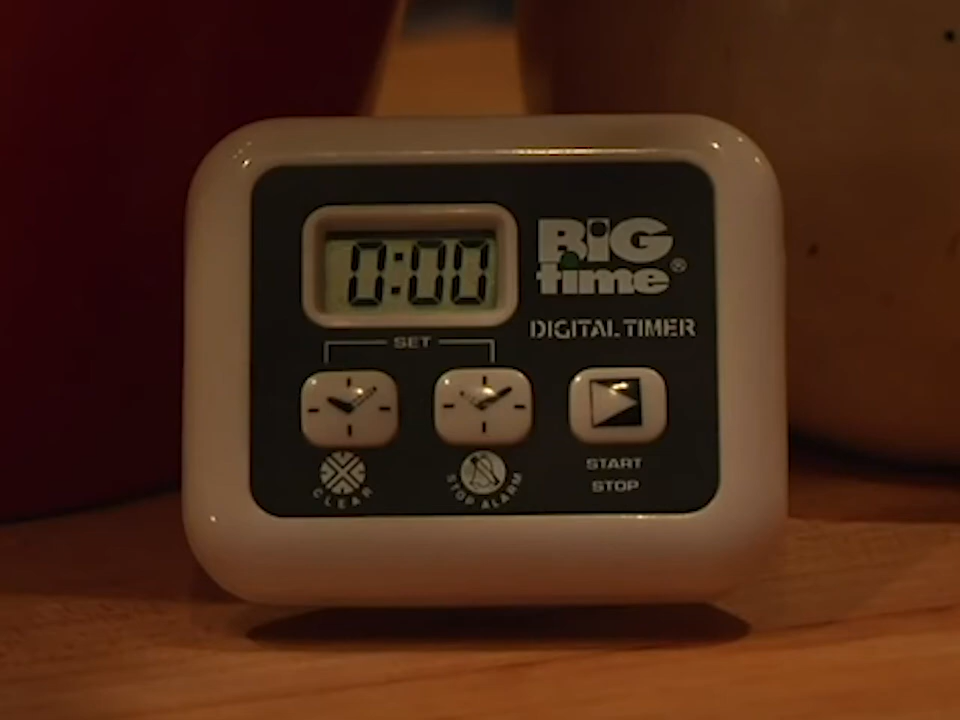 0:00
BiG
time®
DIGITAL TIMER
SET
CLEAR
STOP ALARM
START
STOP